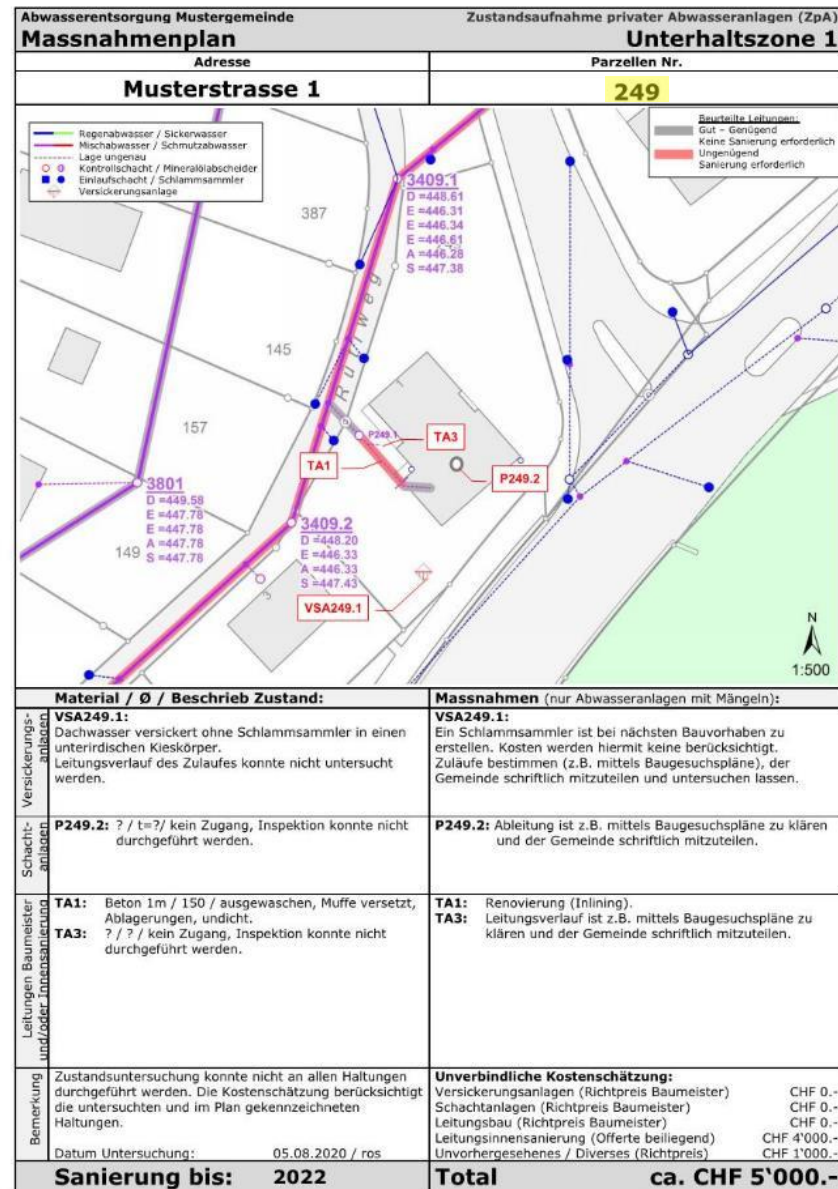 Abwasserentsorgung Mustergemeinde
Zustandsaufnahme privater Abwasseranlagen (ZpA)
Massnahmenplan
Unterhaltszone 1
Adresse
Parzellen Nr.
Musterstrasse 1
249
Regenabwasser / Sickerwasser
Mischabwasser / Schmutzabwasser
Lage ungenau
Kontrollschacht / Mineralölabscheider
Einlaufschacht / Schlammsammler
Versickerungsanlage
Beurteilte Leitungen:
Gut – Genügend
Keine Sanierung erforderlich
Ungenügend
Sanierung erforderlich
3409.1
D =448.61
E =446.31
E =446.34
E =446.61
A =446.28
S =447.38
387
145
157
P249.1
TA3
TA1
P249.2
3801
D =449.58
E =447.78
E =447.78
A =447.78
S =447.78
149
3409.2
D =448.20
E =446.33
A =446.33
S =447.43
3
VSA249.1
N
1:500
Material / Ø / Beschrieb Zustand:
Massnahmen (nur Abwasseranlagen mit Mängeln):
Versickerungs-
anlagen
VSA249.1:
Dachwasser versickert ohne Schlammsammler in einen
unterirdischen Kieskörper.
Leitungsverlauf des Zulaufes konnte nicht untersucht
werden.
VSA249.1:
Ein Schlammsammler ist bei nächsten Bauvorhaben zu
erstellen. Kosten werden hiermit keine berücksichtigt.
Zuläufe bestimmen (z.B. mittels Baugesuchspläne), der
Gemeinde schriftlich mitzuteilen und untersuchen lassen.
Schacht-
anlagen
P249.2: ? / t=?/ kein Zugang, Inspektion konnte nicht
durchgeführt werden.
P249.2: Ableitung ist z.B. mittels Baugesuchspläne zu klären
und der Gemeinde schriftlich mitzuteilen.
Leitungen Baumeister
und/oder Innensanierung
TA1: Beton 1m / 150 / ausgewaschen, Muffe versetzt,
Ablagerungen, undicht.
TA3: ? / ? / kein Zugang, Inspektion konnte nicht
durchgeführt werden.
TA1: Renovierung (Inlining).
TA3: Leitungsverlauf ist z.B. mittels Baugesuchspläne zu
klären und der Gemeinde schriftlich mitzuteilen.
Bemerkung
Zustandsuntersuchung konnte nicht an allen Haltungen
durchgeführt werden. Die Kostenschätzung berücksichtigt
die untersuchten und im Plan gekennzeichneten
Haltungen.
Datum Untersuchung: 05.08.2020 / ros
Unverbindliche Kostenschätzung:
Versickerungsanlagen (Richtpreis Baumeister) CHF 0.-
Schachtanlagen (Richtpreis Baumeister) CHF 0.-
Leitungsbau (Richtpreis Baumeister) CHF 0.-
Leitungsinnensanierung (Offerte beiliegend) CHF 4'000.-
Unvorhergesehenes / Diverses (Richtpreis) CHF 1'000.-
Sanierung bis: 2022
Total ca. CHF 5'000.-